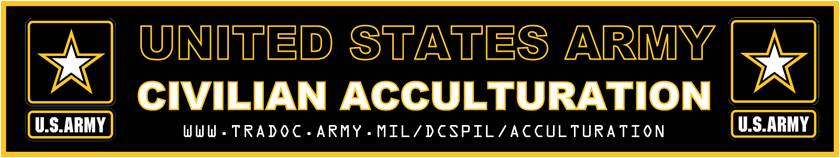 UNITED STATES ARMY
CIVILIAN ACCULTURATION
WWW.TRADOC.ARMY.MIL/DCSPIL/ACCULTURATION
U.S.ARMY
U.S.ARMY